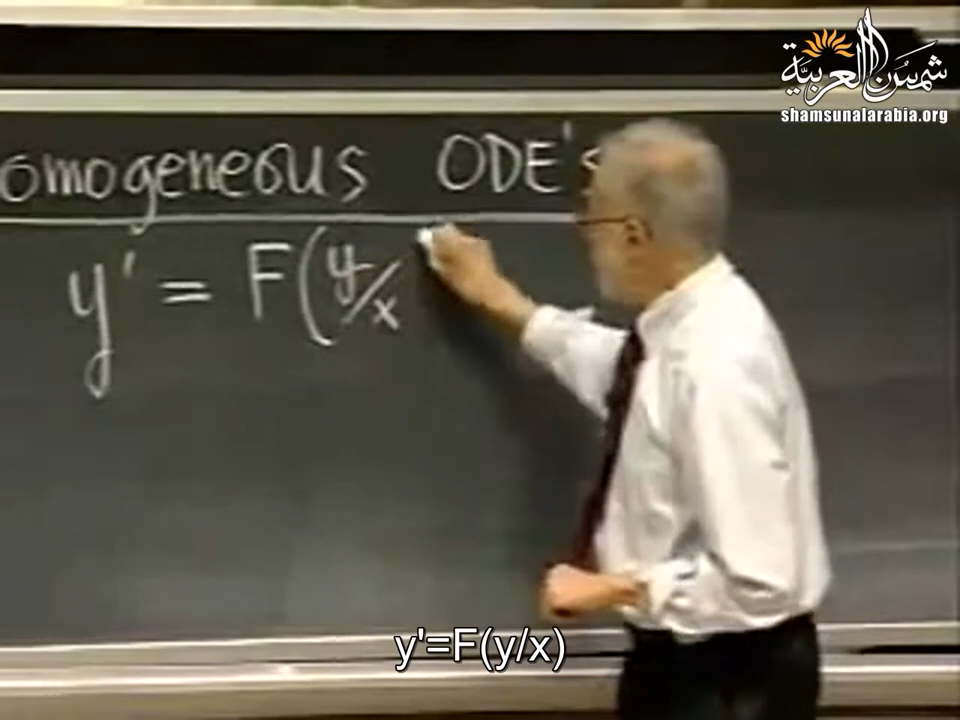 شمس العربية
shamsunalarabia.org
omogeneous ODE's
y' = F(y/x
y'=F(y/x)